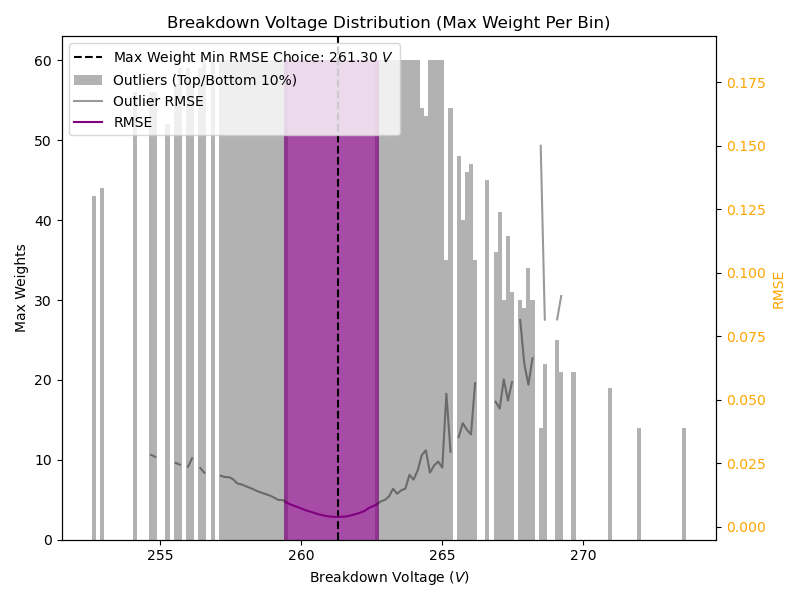 Breakdown Voltage Distribution (Max Weight Per Bin)
Max Weight Min RMSE Choice: 261.30 V
Outliers (Top/Bottom 10%)
Outlier RMSE
RMSE
60
50
40
30
20
10
0
Max Weights
0.175
0.150
0.125
0.100
0.075
0.050
0.025
0.000
RMSE
255
260
265
270
Breakdown Voltage (V)